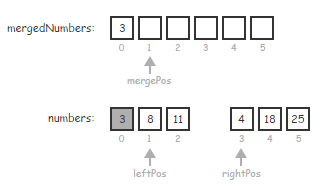 mergedNumbers: 3
0 1 2 3 4 5
mergePos
numbers: 3 8 11 4 18 25
0 1 2 3 4 5
leftPos rightPos